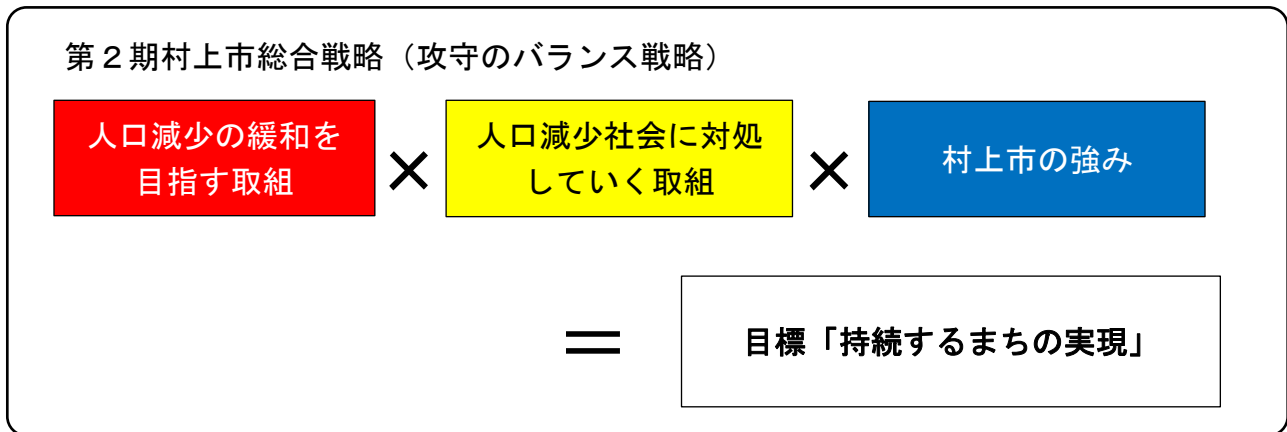 第２期村上市総合戦略（攻守のバランス戦略）
人口減少の緩和を
目指す取組
×
人口減少社会に対処
していく取組
×
村上市の強み
＝
目標「持続するまちの実現」